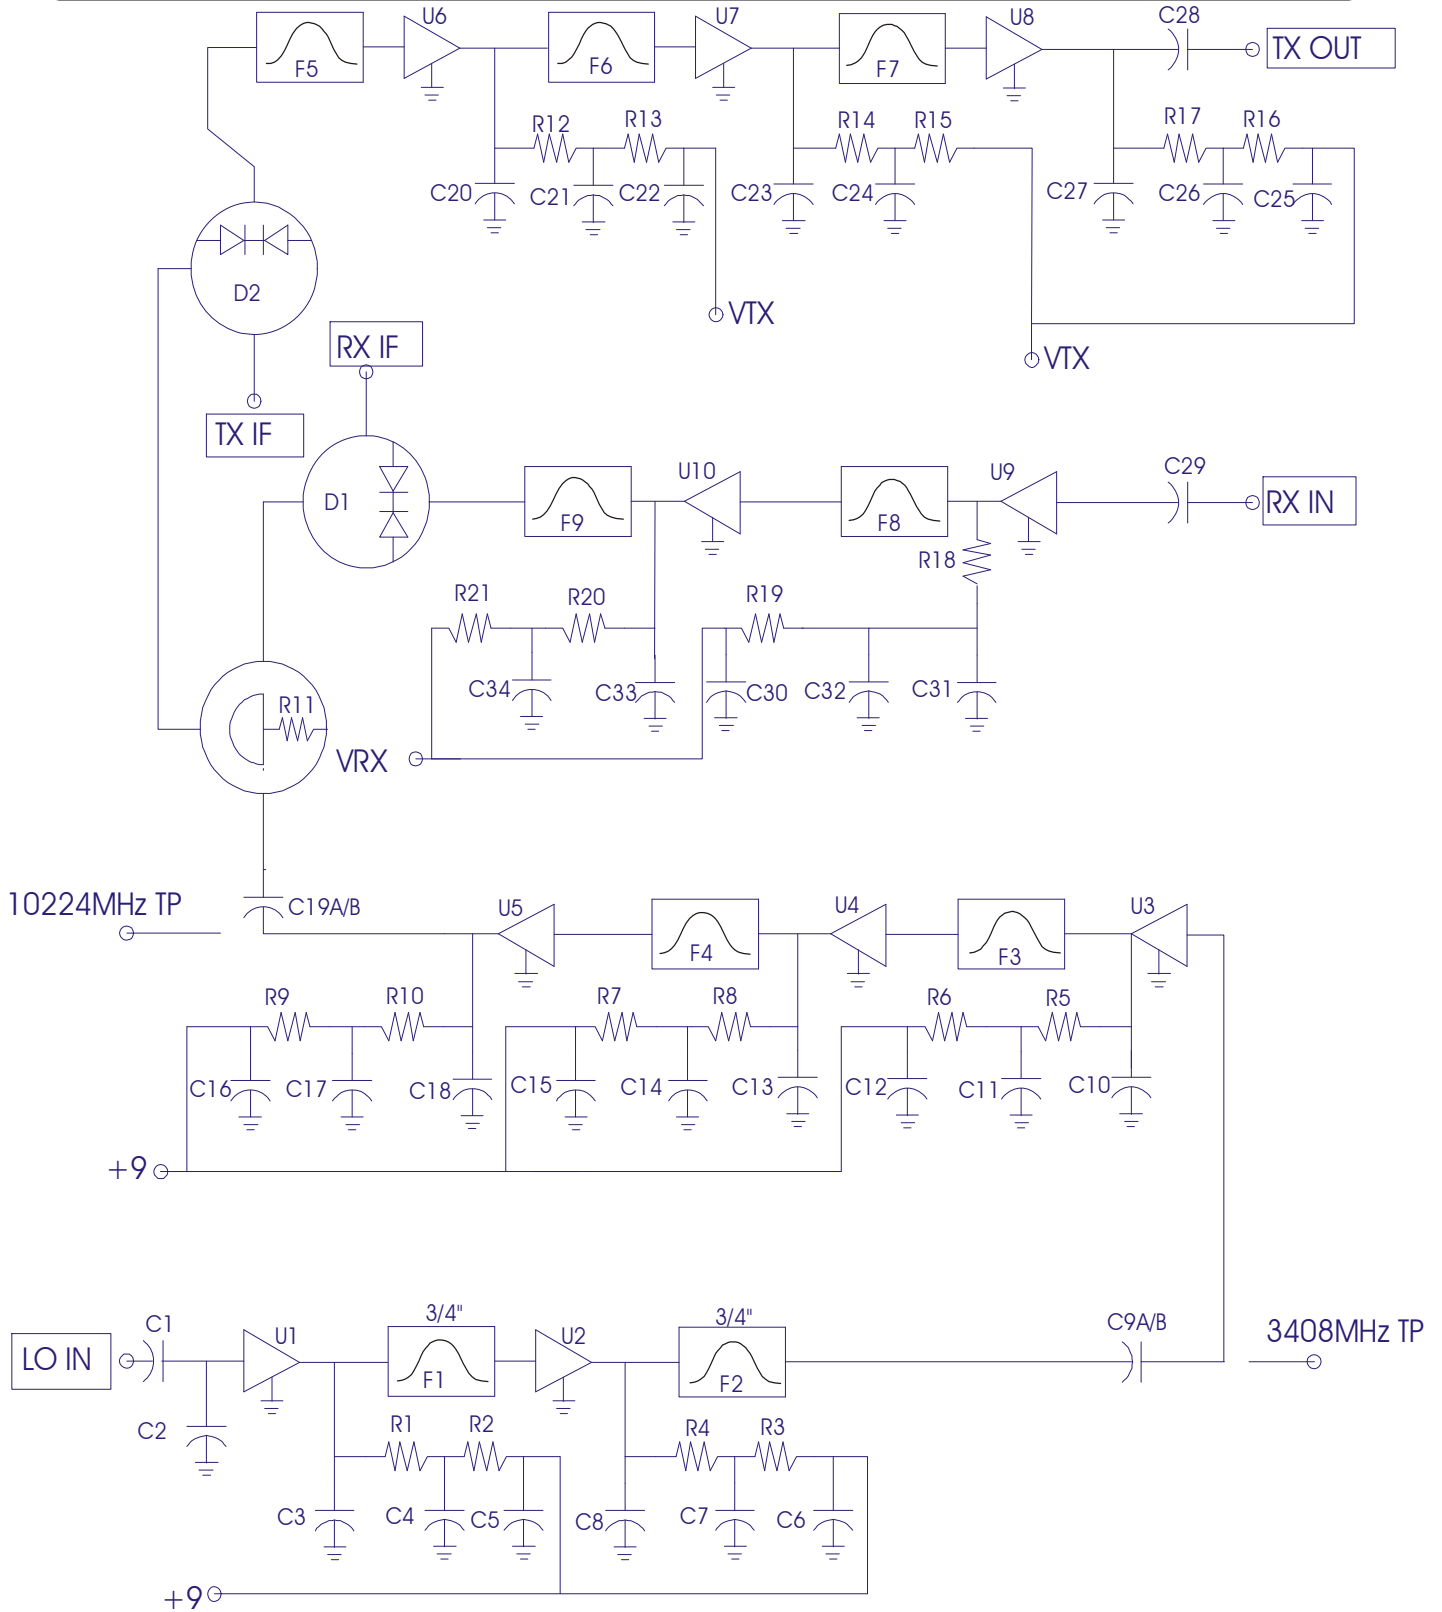 U6
U7
U8
C28
TX OUT
F5
F6
F7
R12
R13
R14
R15
R17
R16
C20
C21
C22
C23
C24
C27
C26
C25
D2
VTX
VTX
RX IF
TX IF
D1
U10
U9
C29
RX IN
F9
F8
R18
R21
R20
R19
C34
C33
C30
C32
C31
R11
VRX
10224MHz TP
C19A/B
U5
U4
U3
F4
F3
R9
R10
R7
R8
R6
R5
C16
C17
C18
C15
C14
C13
C12
C11
C10
+9
3/4"
3/4"
C1
U1
U2
C9A/B
3408MHz TP
LO IN
F1
F2
C2
R1
R2
R4
R3
C3
C4
C5
C8
C7
C6
+9